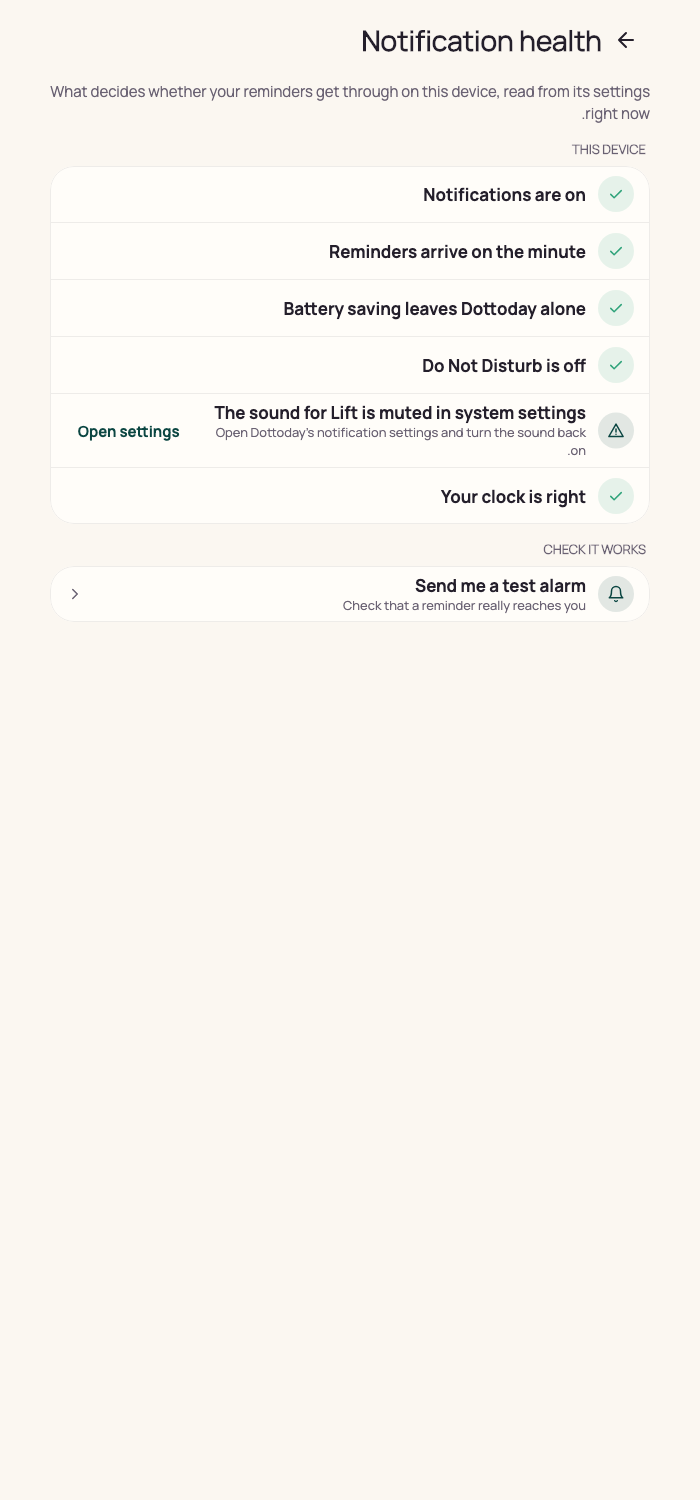 Notification health
What decides whether your reminders get through on this device, read from its settings
.right now
THIS DEVICE
Notifications are on
Reminders arrive on the minute
Battery saving leaves Dottoday alone
Do Not Disturb is off
The sound for Lift is muted in system settings
Open Dottoday's notification settings and turn the sound back
.on
Open settings
Your clock is right
CHECK IT WORKS
Send me a test alarm
Check that a reminder really reaches you